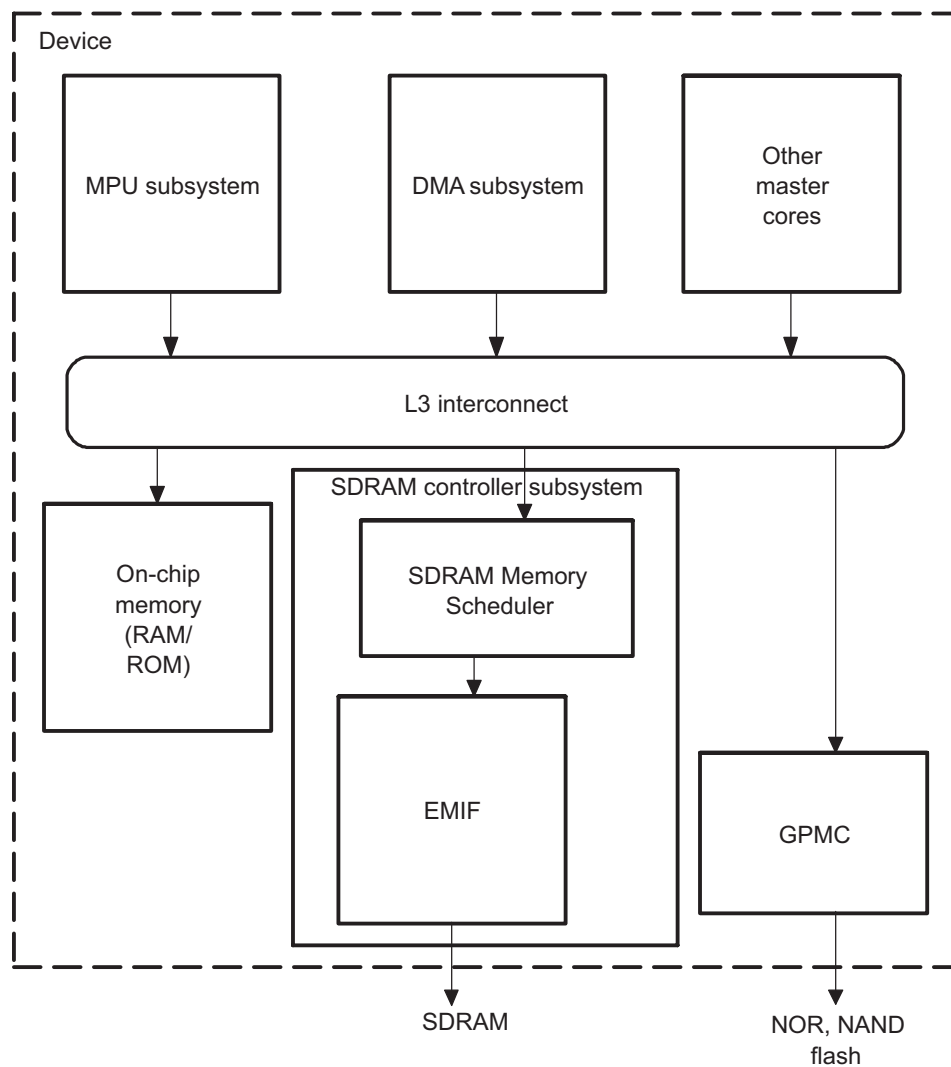 Device
MPU subsystem
DMA subsystem
Other
master
cores
L3 interconnect
On-chip
memory
(RAM/
ROM)
SDRAM controller subsystem
SDRAM Memory
Scheduler
EMIF
GPMC
SDRAM
NOR, NAND
flash